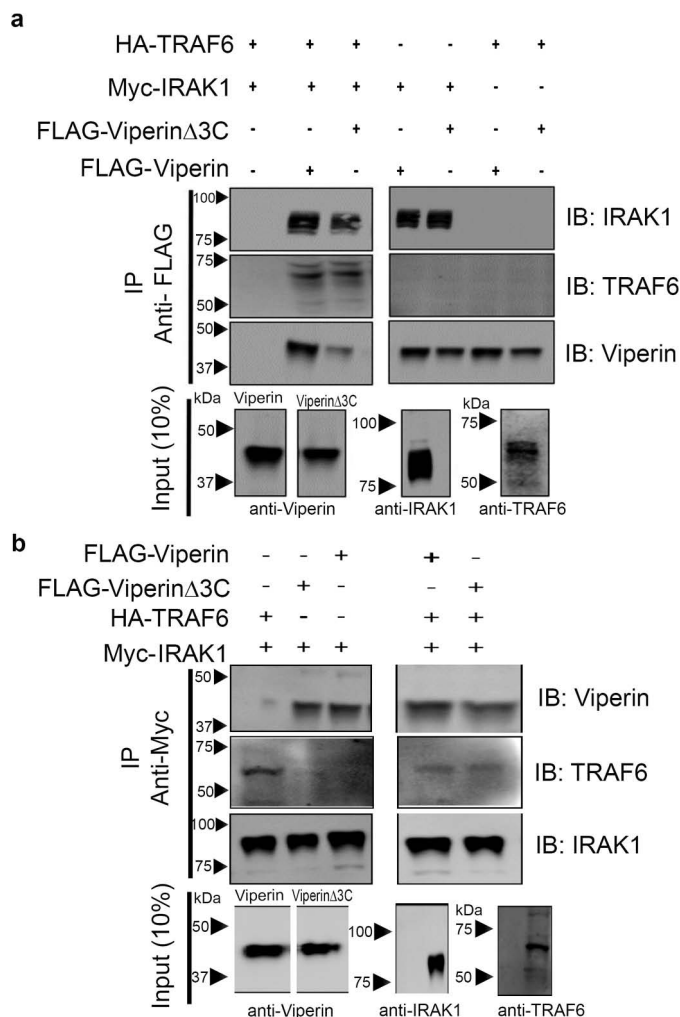 a
HA-TRAF6 + + + - - + +
Myc-IRAK1 + + + + + - -
FLAG-ViperinΔ3C - - + - + - +
FLAG-Viperin - + - + - + -
100
75
IB: IRAK1
75
50
IB: TRAF6
50
37
IB: Viperin
IP
Anti- FLAG
Input (10%)
kDa Viperin ViperinΔ3C
50
37
anti-Viperin
100
75
anti-IRAK1
kDa
75
50
anti-TRAF6
b
FLAG-Viperin - - + + -
FLAG-ViperinΔ3C - + - - +
HA-TRAF6 + - - + +
Myc-IRAK1 + + + + +
50
37
IB: Viperin
75
50
IB: TRAF6
100
75
IB: IRAK1
IP
Anti-Myc
Input (10%)
kDa Viperin ViperinΔ3C
50
37
anti-Viperin
100
75
anti-IRAK1
kDa
75
50
anti-TRAF6